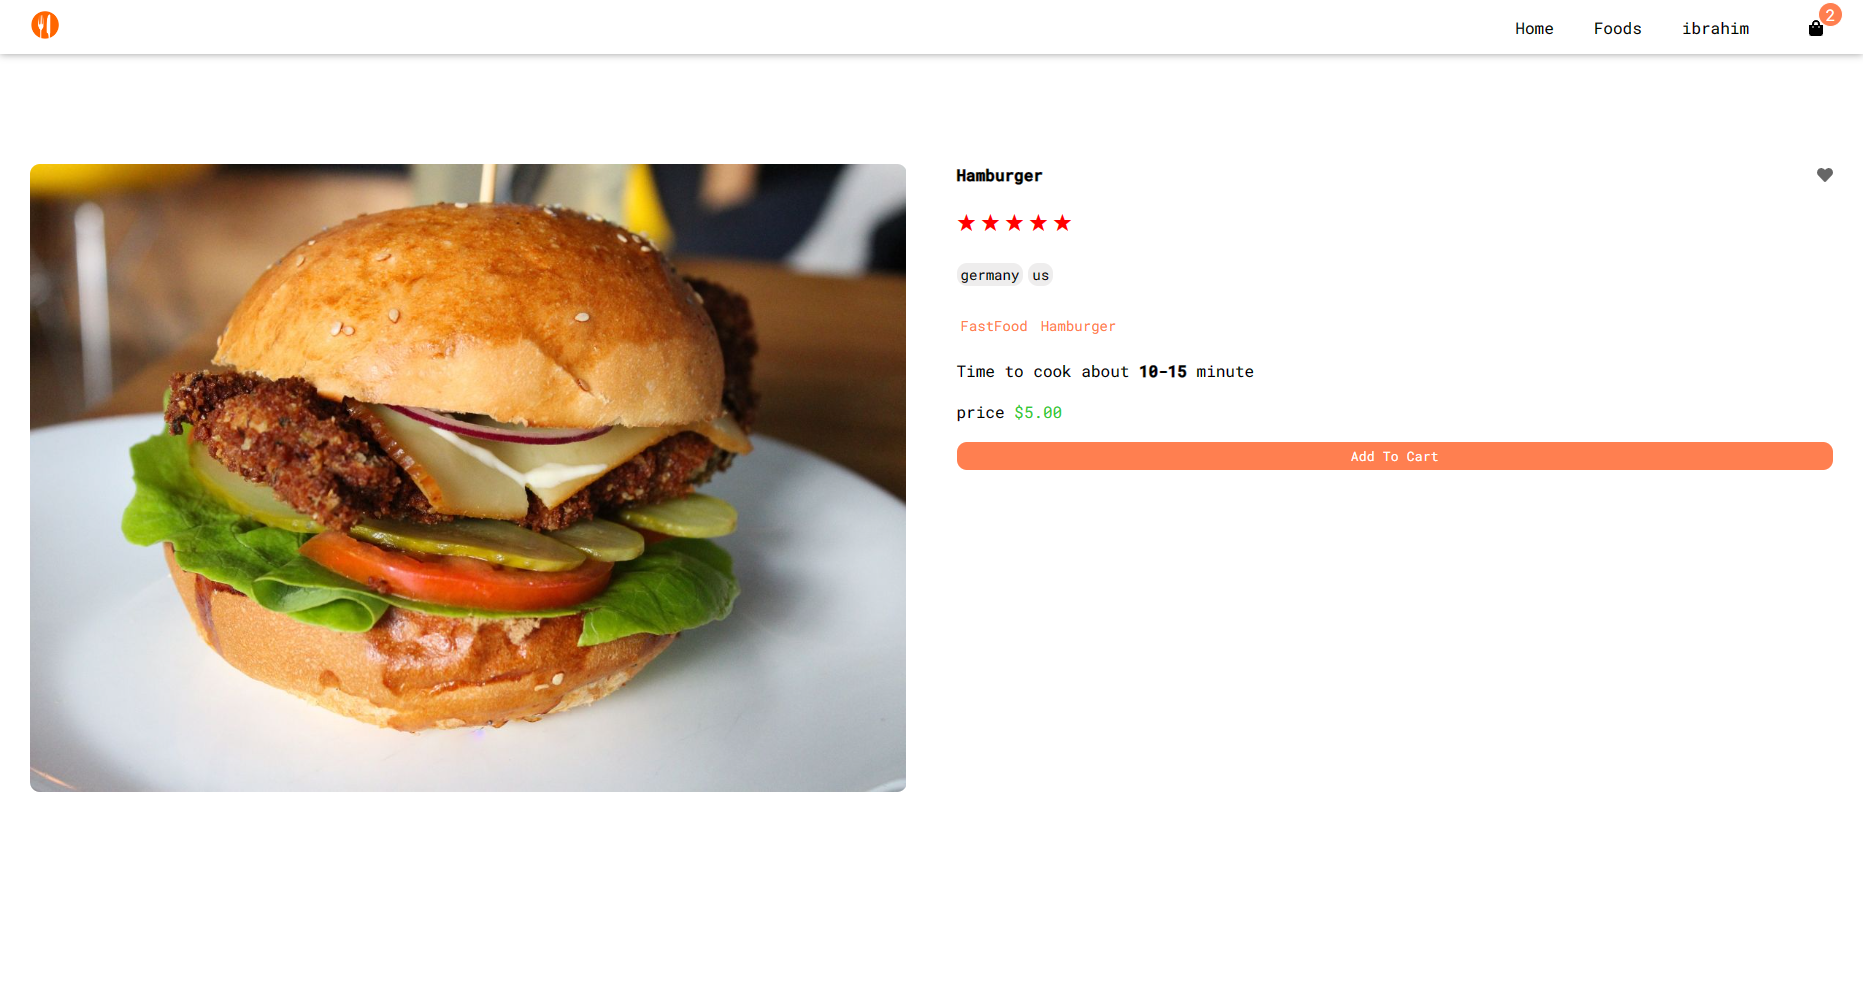 Home Foods ibrahim 2
Hamburger
germany us
FastFood Hamburger
Time to cook about 10-15 minute
price $5.00
Add To Cart